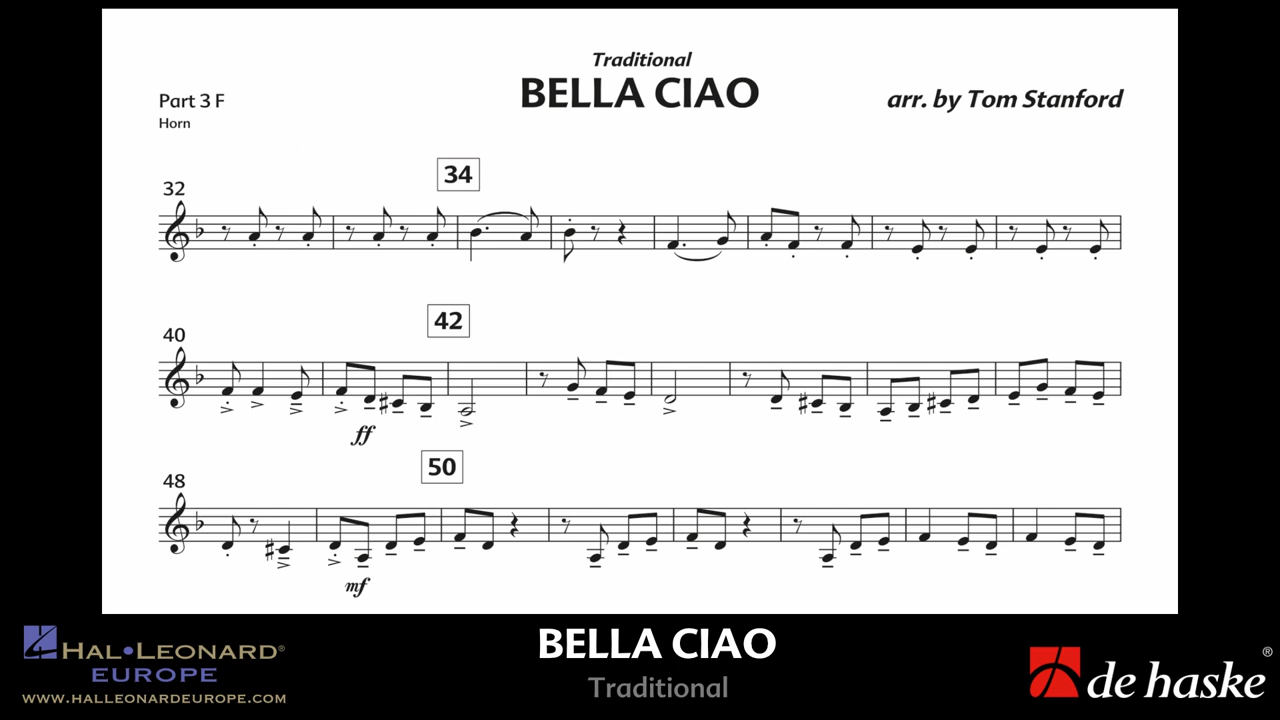 Traditional
BELLA CIAO
Part 3 F
arr. by Tom Stanford
Horn
34
32
42
40
ff
50
48
mf
HAL•LEONARD®
EUROPE
WWW.HALLEONARDEUROPE.COM
BELLA CIAO
Traditional
de haske®